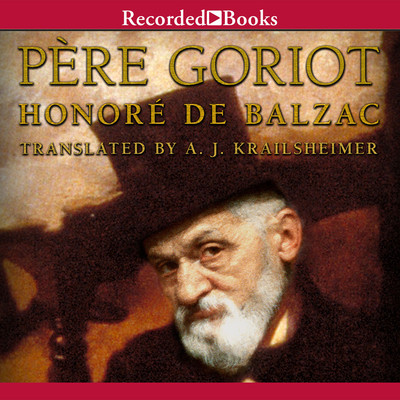 Recorded Books
PÈRE GORIOT
HONORÉ DE BALZAC
TRANSLATED BY A. J. KRAILSHEIMER